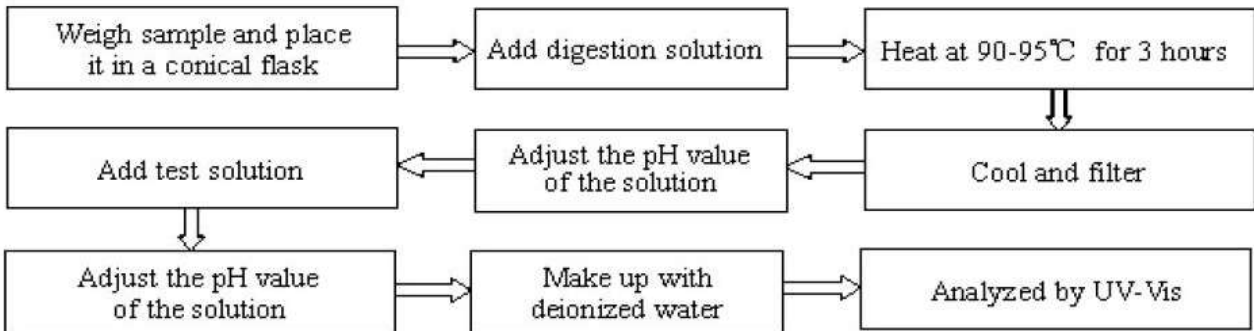 Weigh sample and place
it in a conical flask
Add digestion solution
Heat at 90-95℃ for 3 hours
Cool and filter
Adjust the pH value
of the solution
Add test solution
Adjust the pH value
of the solution
Make up with
deionized water
Analyzed by UV-Vis